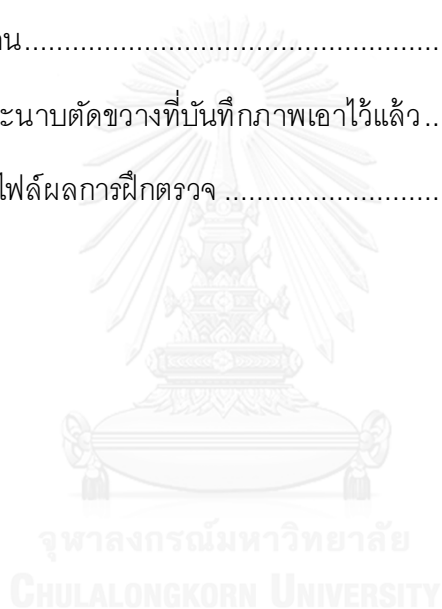 าน.....................................................
ะนาบตัดขวางที่บันทึกภาพเอาไว้แล้ว..
ไฟล์ผลการฝึกตรวจ ...........................
จุฬาลงกรณ์มหาวิทยาลัย
CHULALONGKORN UNIVERSITY